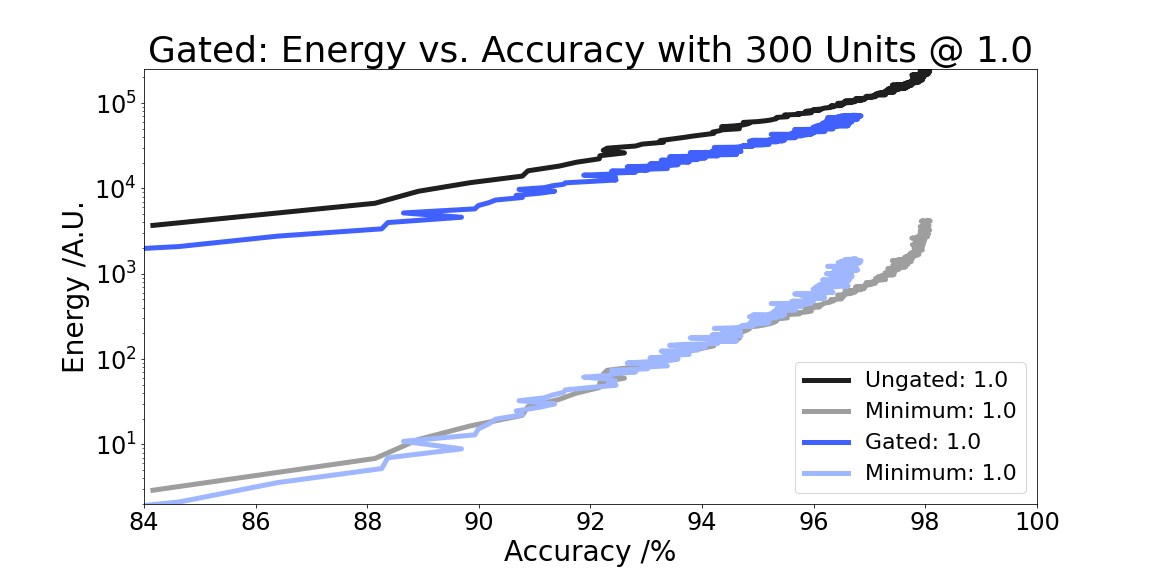 Gated: Energy vs. Accuracy with 300 Units @ 1.0
Energy /A.U.
10^5
10^4
10^3
10^2
10^1
Ungated: 1.0
Minimum: 1.0
Gated: 1.0
Minimum: 1.0
84 86 88 90 92 94 96 98 100
Accuracy /%